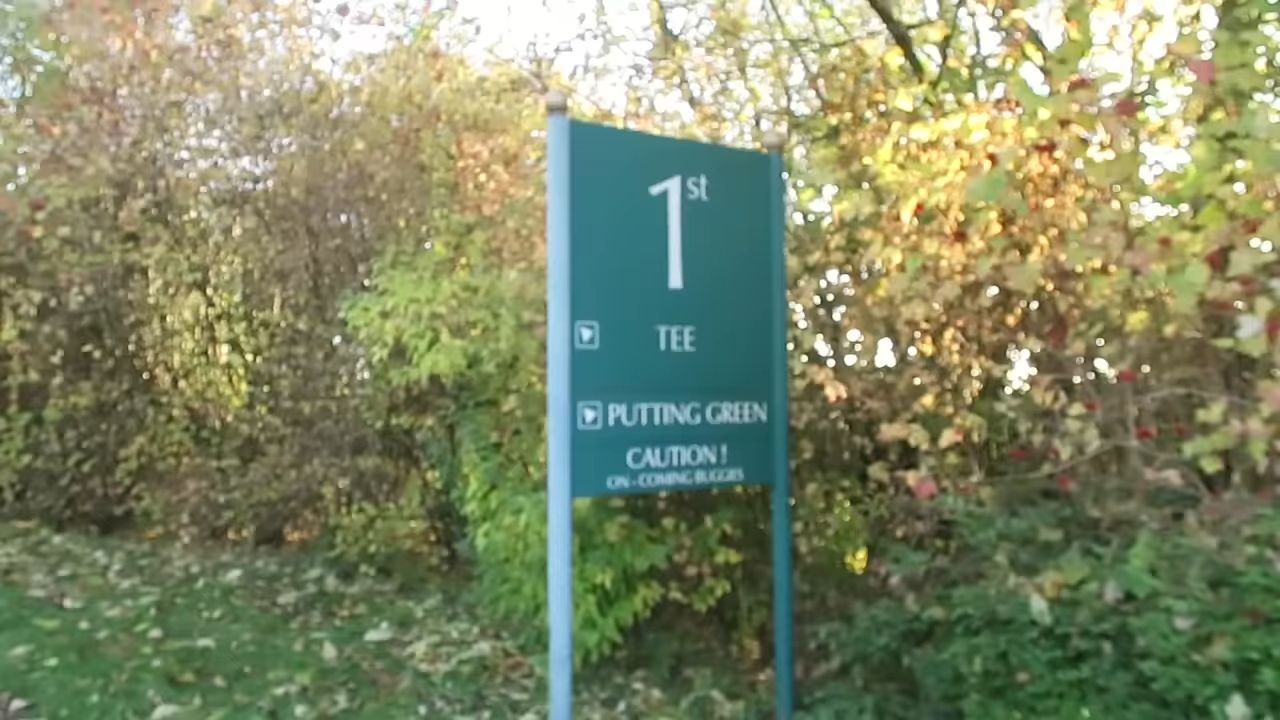 1st
TEE
PUTTING GREEN
CAUTION !
ON - COMING BUGGIES